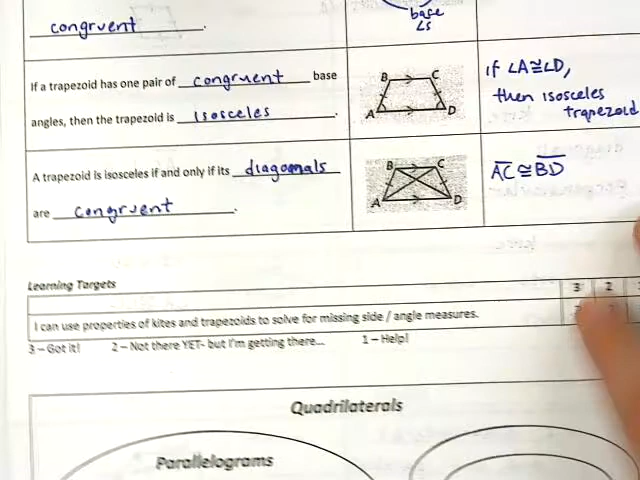 congruent.
base
∠s
If a trapezoid has one pair of congruent base
angles, then the trapezoid is isosceles.
B C
A D
if ∠A≅∠D,
then isosceles
trapezoid
A trapezoid is isosceles if and only if its diagonals
are congruent.
B C
A D
AC≅BD
Learning Targets
3 2
I can use properties of kites and trapezoids to solve for missing side / angle measures.
3 – Got it! 2 – Not there YET- but I'm getting there... 1 – Help!
Quadrilaterals
Parallelograms